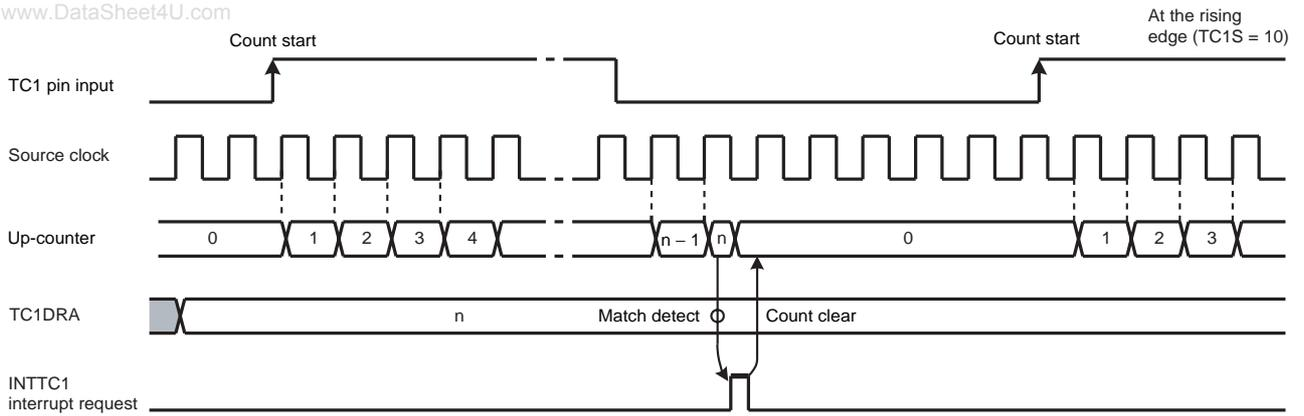 www.DataSheet4U.com
At the rising
edge (TC1S = 10)
Count start
Count start
TC1 pin input
Source clock
Up-counter
0
1
2
3
4
n – 1
n
0
1
2
3
TC1DRA
n
Match detect
Count clear
INTTC1
interrupt request